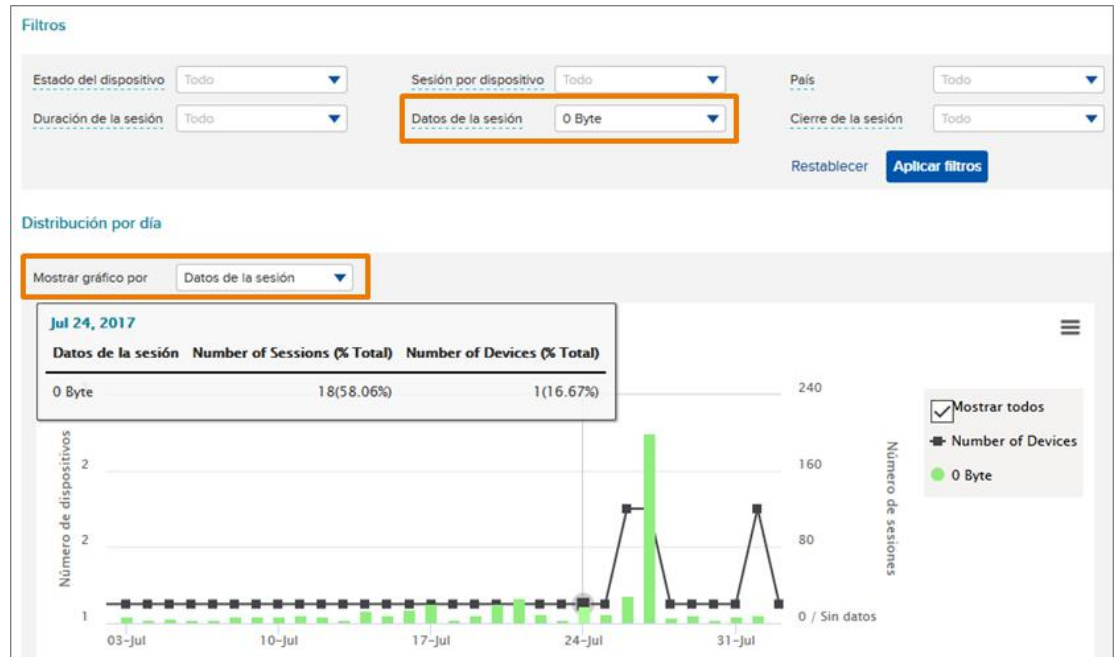 Filtros
Estado del dispositivo Todo Sesión por dispositivo Todo País Todo
Duración de la sesión Todo Datos de la sesión 0 Byte Cierre de la sesión Todo
Restablecer Aplicar filtros
Distribución por día
Mostrar gráfico por Datos de la sesión
Jul 24, 2017
Datos de la sesión Number of Sessions (% Total) Number of Devices (% Total)
0 Byte 18(58.06%) 1(16.67%)
Número de dispositivos
2
2
1
240
160
80
0 / Sin datos
Número de sesiones
03-Jul 10-Jul 17-Jul 24-Jul 31-Jul
Mostrar todos
Number of Devices
0 Byte